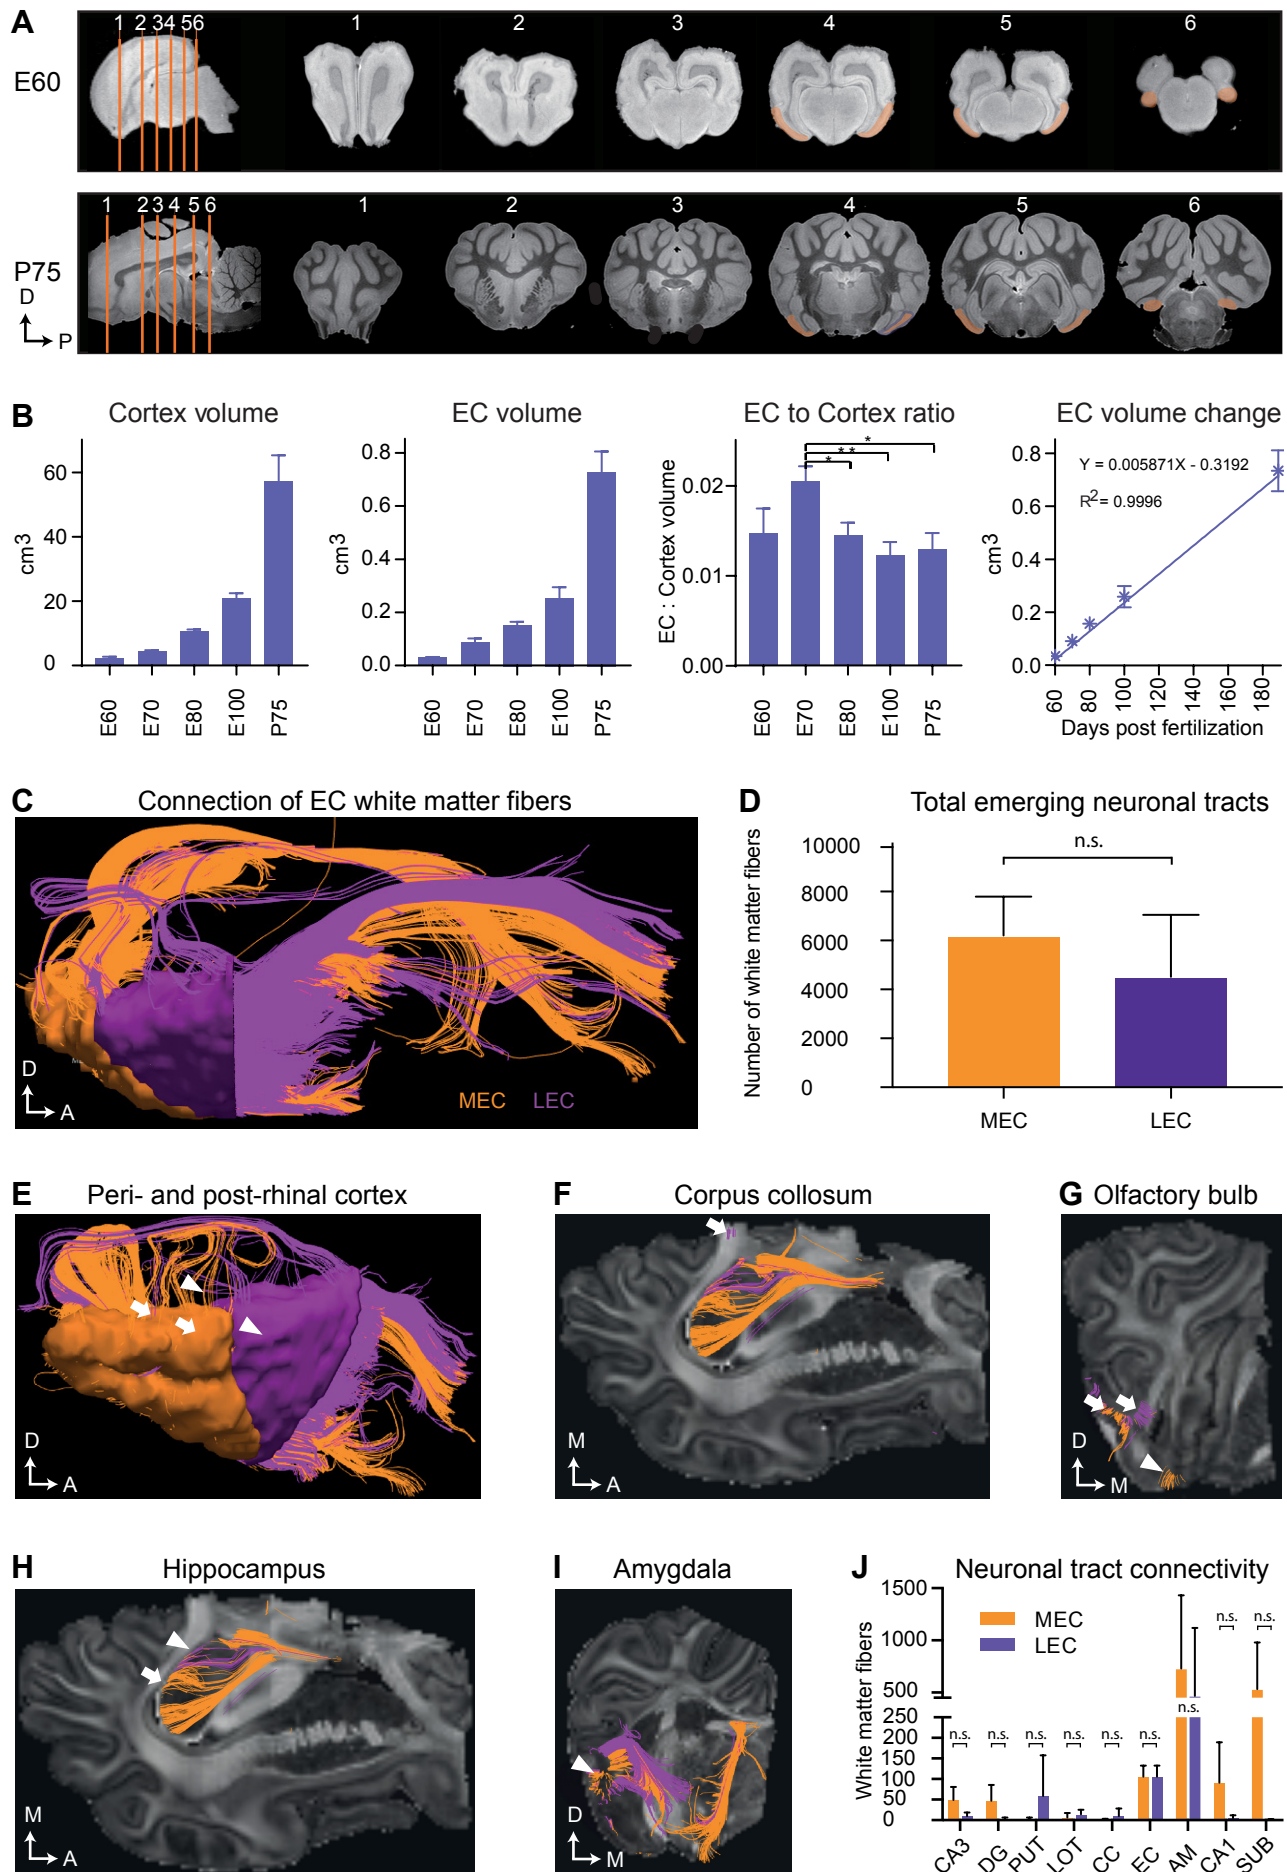 A
E60
1 2 3 4 5 6
1 2 3 4 5 6
P75
D
P
1 2 3 4 5 6
1 2 3 4 5 6
B
Cortex volume
cm3
60
40
20
0
E60 E70 E80 E100 P75
EC volume
cm3
0.8
0.6
0.4
0.2
0.0
E60 E70 E80 E100 P75
EC to Cortex ratio
EC : Cortex volume
0.02
0.01
0.00
*
**
*
E60 E70 E80 E100 P75
EC volume change
cm3
0.8
0.6
0.4
0.2
0.0
Y = 0.005871X - 0.3192
R2= 0.9996
60 80 100 120 140 160 180
Days post fertilization
C
Connection of EC white matter fibers
MEC LEC
D
A
D
Total emerging neuronal tracts
Number of white matter fibers
10000
8000
6000
4000
2000
0
n.s.
MEC LEC
E
Peri- and post-rhinal cortex
D
A
F
Corpus collosum
M
A
G
Olfactory bulb
D
M
H
Hippocampus
M
A
I
Amygdala
D
M
J
Neuronal tract connectivity
White matter fibers
1500
1000
500
250
200
150
100
50
0
MEC
LEC
n.s. n.s. n.s. n.s. n.s. n.s. n.s. n.s. n.s.
CA3 DG PUT LOT CC EC AM CA1 SUB